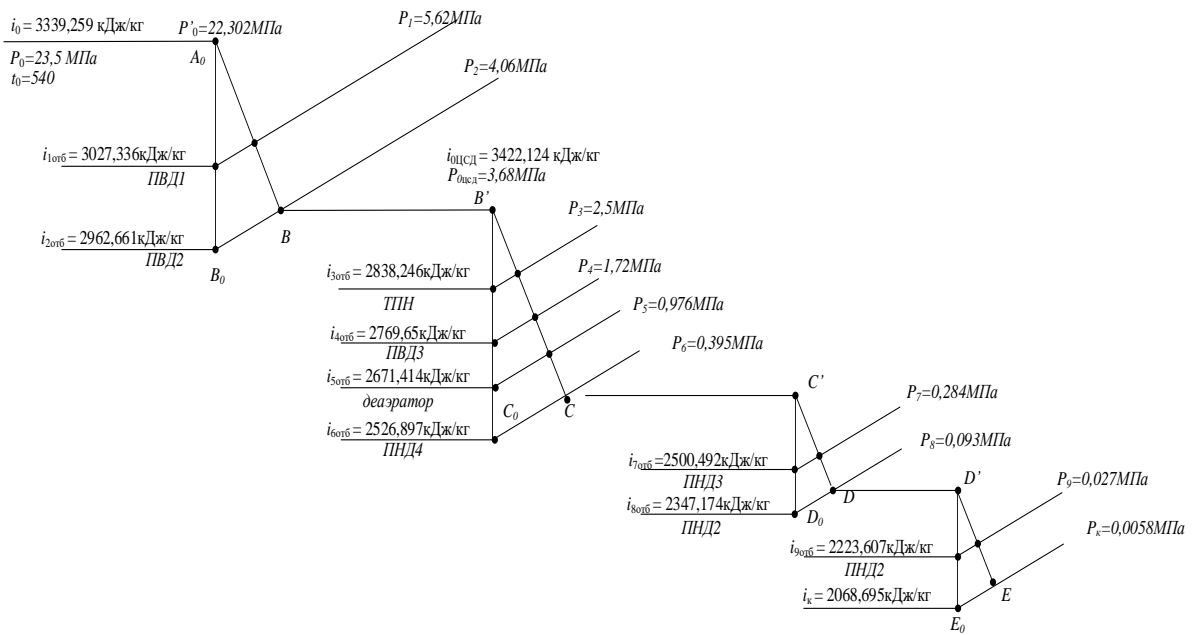 i₀ = 3339,259 кДж/кг
P'₀=22,302МПа
P₁=5,62МПа
P₀=23,5 МПа
t₀=540
A₀
P₂=4,06МПа
i₁отб = 3027,336кДж/кг
ПВД1
i₀ЦСД = 3422,124 кДж/кг
P₀цсд=3,68МПа
B'
P₃=2,5МПа
i₂отб = 2962,661кДж/кг
ПВД2
B₀
B
i₃отб = 2838,246кДж/кг
ТПН
P₄=1,72МПа
P₅=0,976МПа
i₄отб = 2769,65кДж/кг
ПВД3
P₆=0,395МПа
i₅отб = 2671,414кДж/кг
деаэратор
C₀
C
C'
P₇=0,284МПа
i₆отб = 2526,897кДж/кг
ПНД4
P₈=0,093МПа
i₇отб =2500,492кДж/кг
ПНД3
D'
P₉=0,027МПа
i₈отб = 2347,174кДж/кг
ПНД2
D₀
D
Pк=0,0058МПа
i₉отб = 2223,607кДж/кг
ПНД2
iк = 2068,695кДж/кг
E
E₀